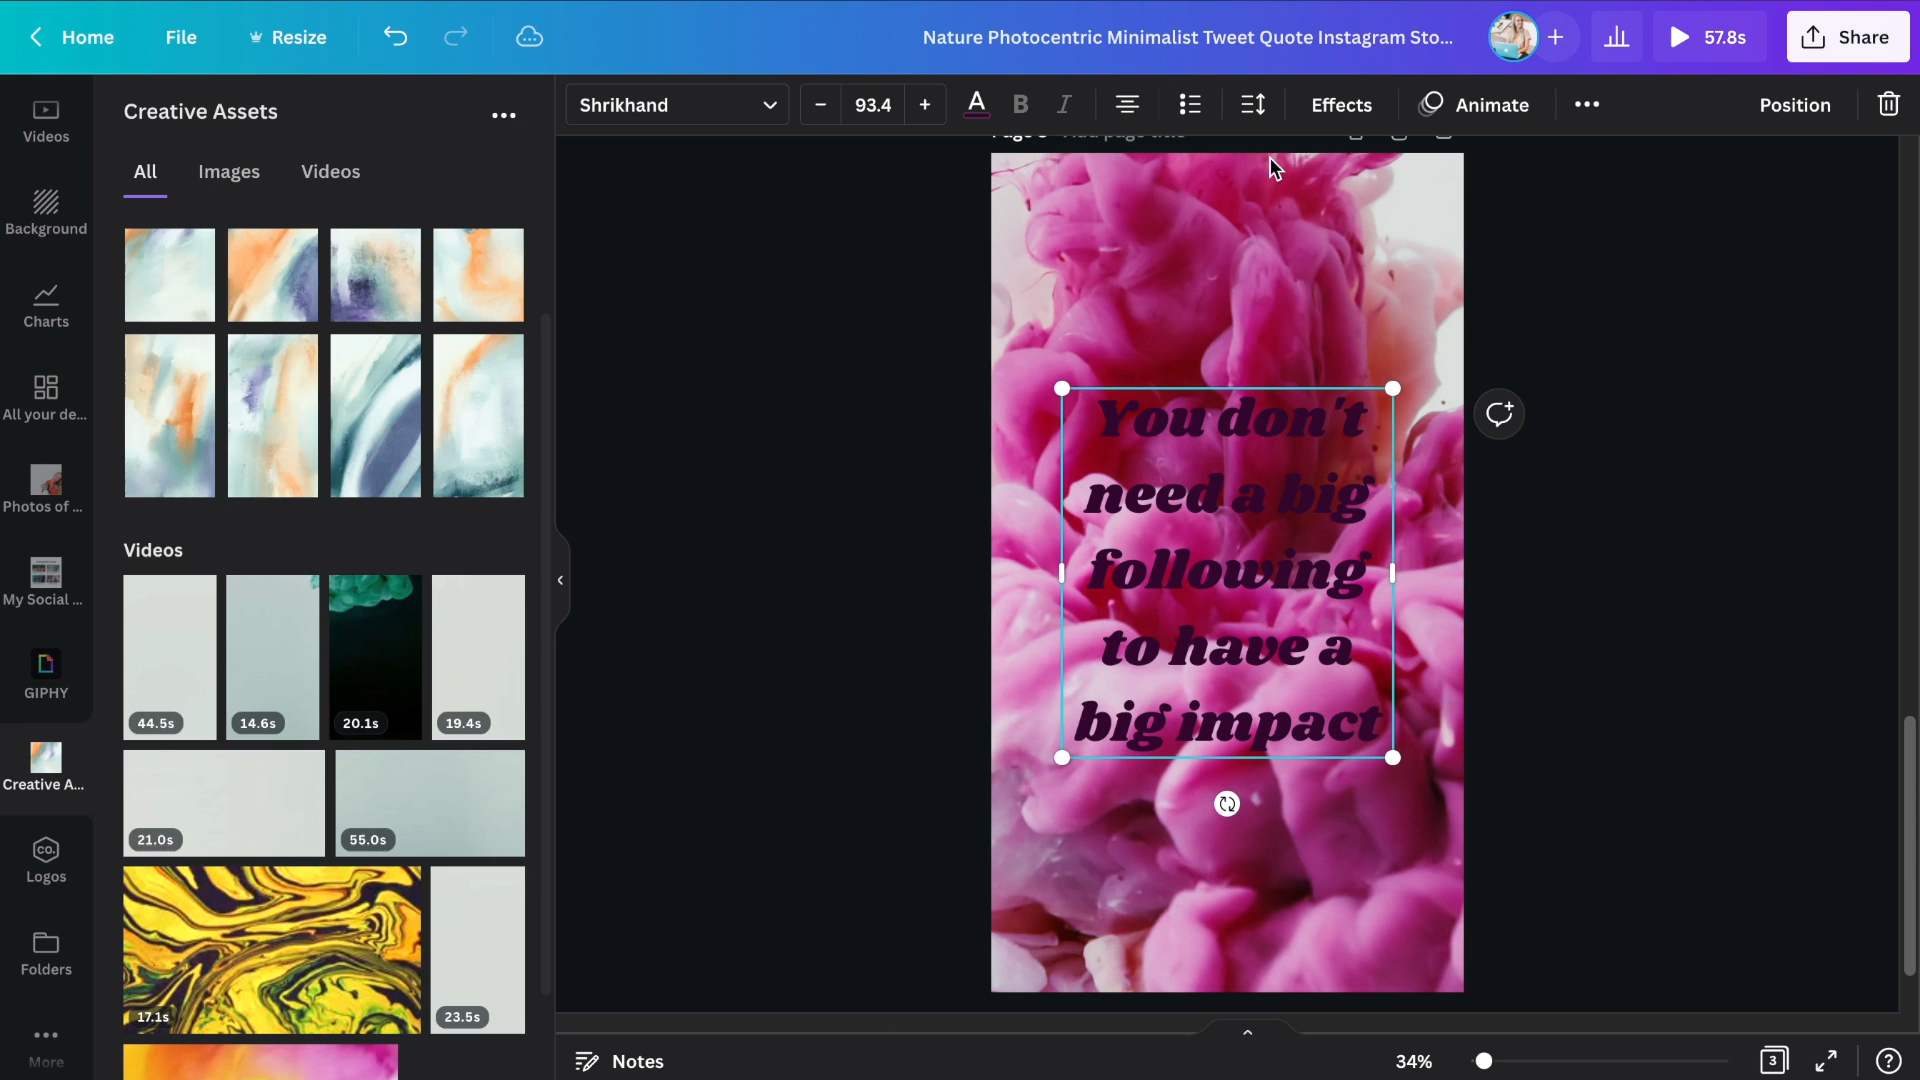 Home
File
Resize
Nature Photocentric Minimalist Tweet Quote Instagram Sto...
57.8s
Share
Creative Assets
Shrikhand
93.4
A
B
I
Effects
Animate
Position
Videos
Background
Charts
All your de...
Photos of ...
My Social ...
GIPHY
Creative A...
CO.
Logos
Folders
More
All
Images
Videos
Videos
44.5s
14.6s
20.1s
19.4s
21.0s
55.0s
17.1s
23.5s
You don't
need a big
following
to have a
big impact
Notes
34%
3
?